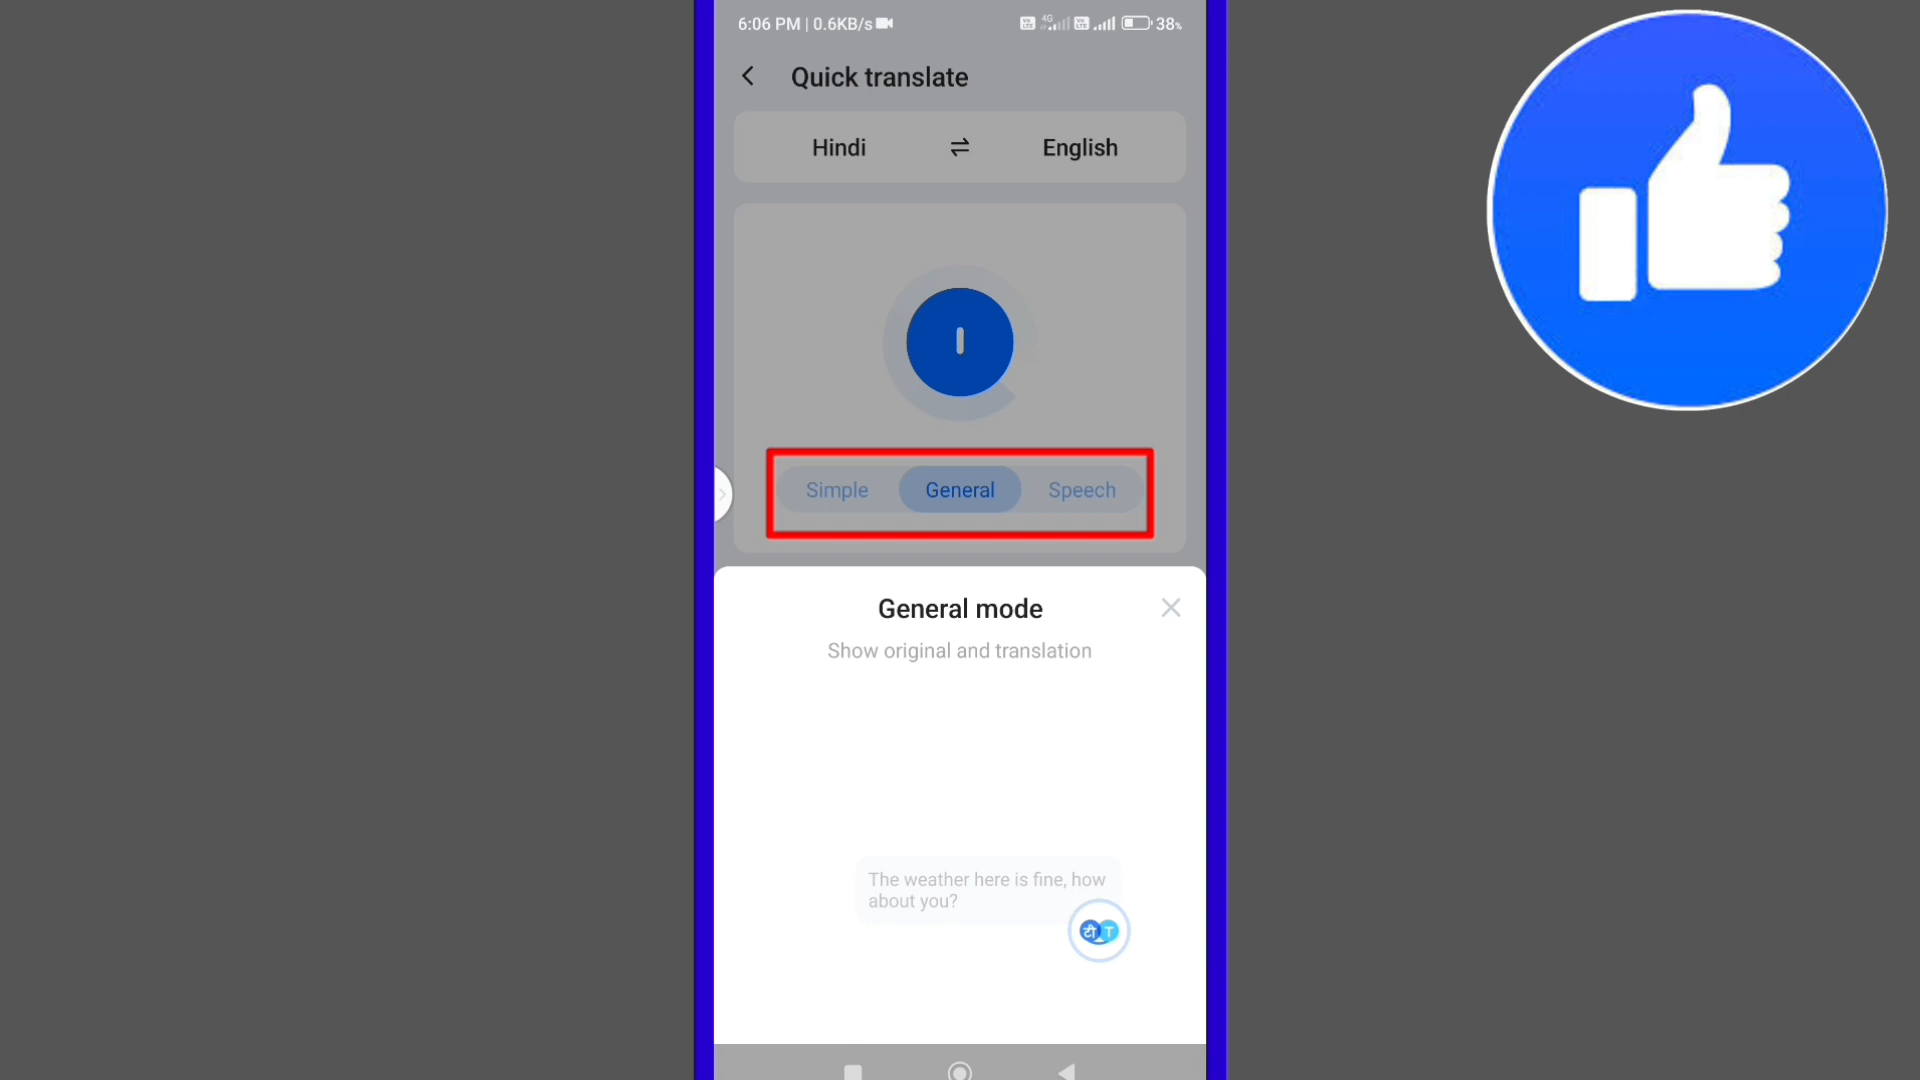 6:06 PM | 0.6KB/s 4G 38%
Quick translate
Hindi ⇌ English
Simple General Speech
General mode
Show original and translation
The weather here is fine, how
about you?
टी T